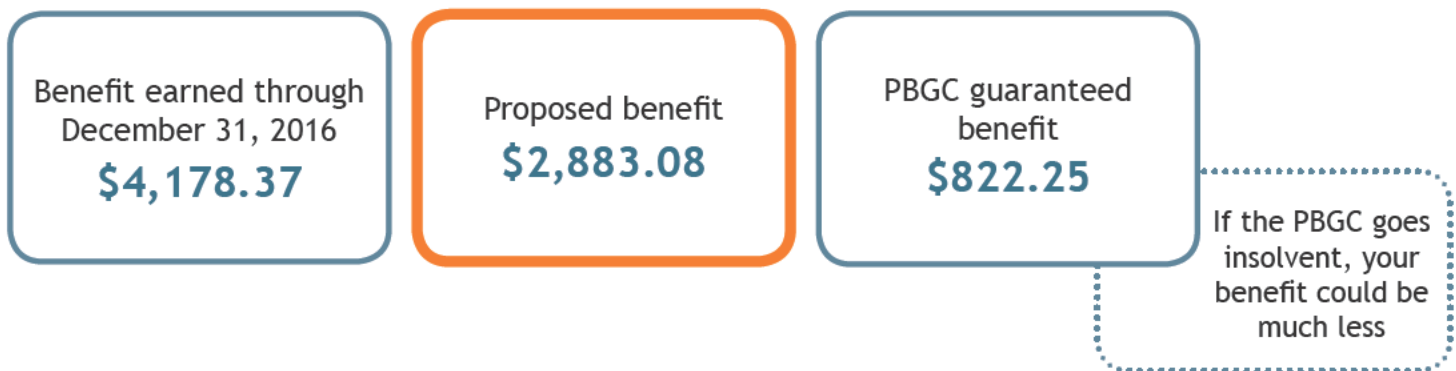 Benefit earned through
December 31, 2016
$4,178.37
Proposed benefit
$2,883.08
PBGC guaranteed
benefit
$822.25
If the PBGC goes
insolvent, your
benefit could be
much less